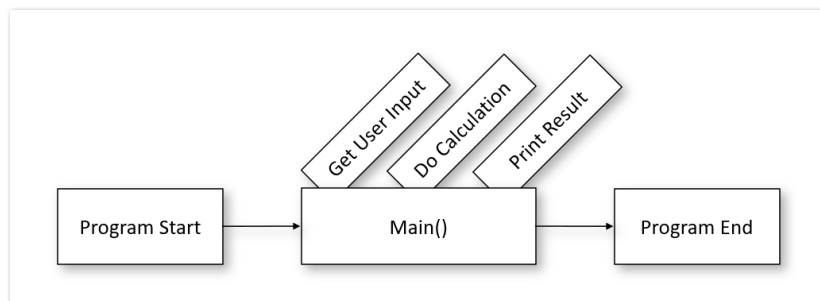 Get User Input
Do Calculation
Print Result
Program Start
Main()
Program End